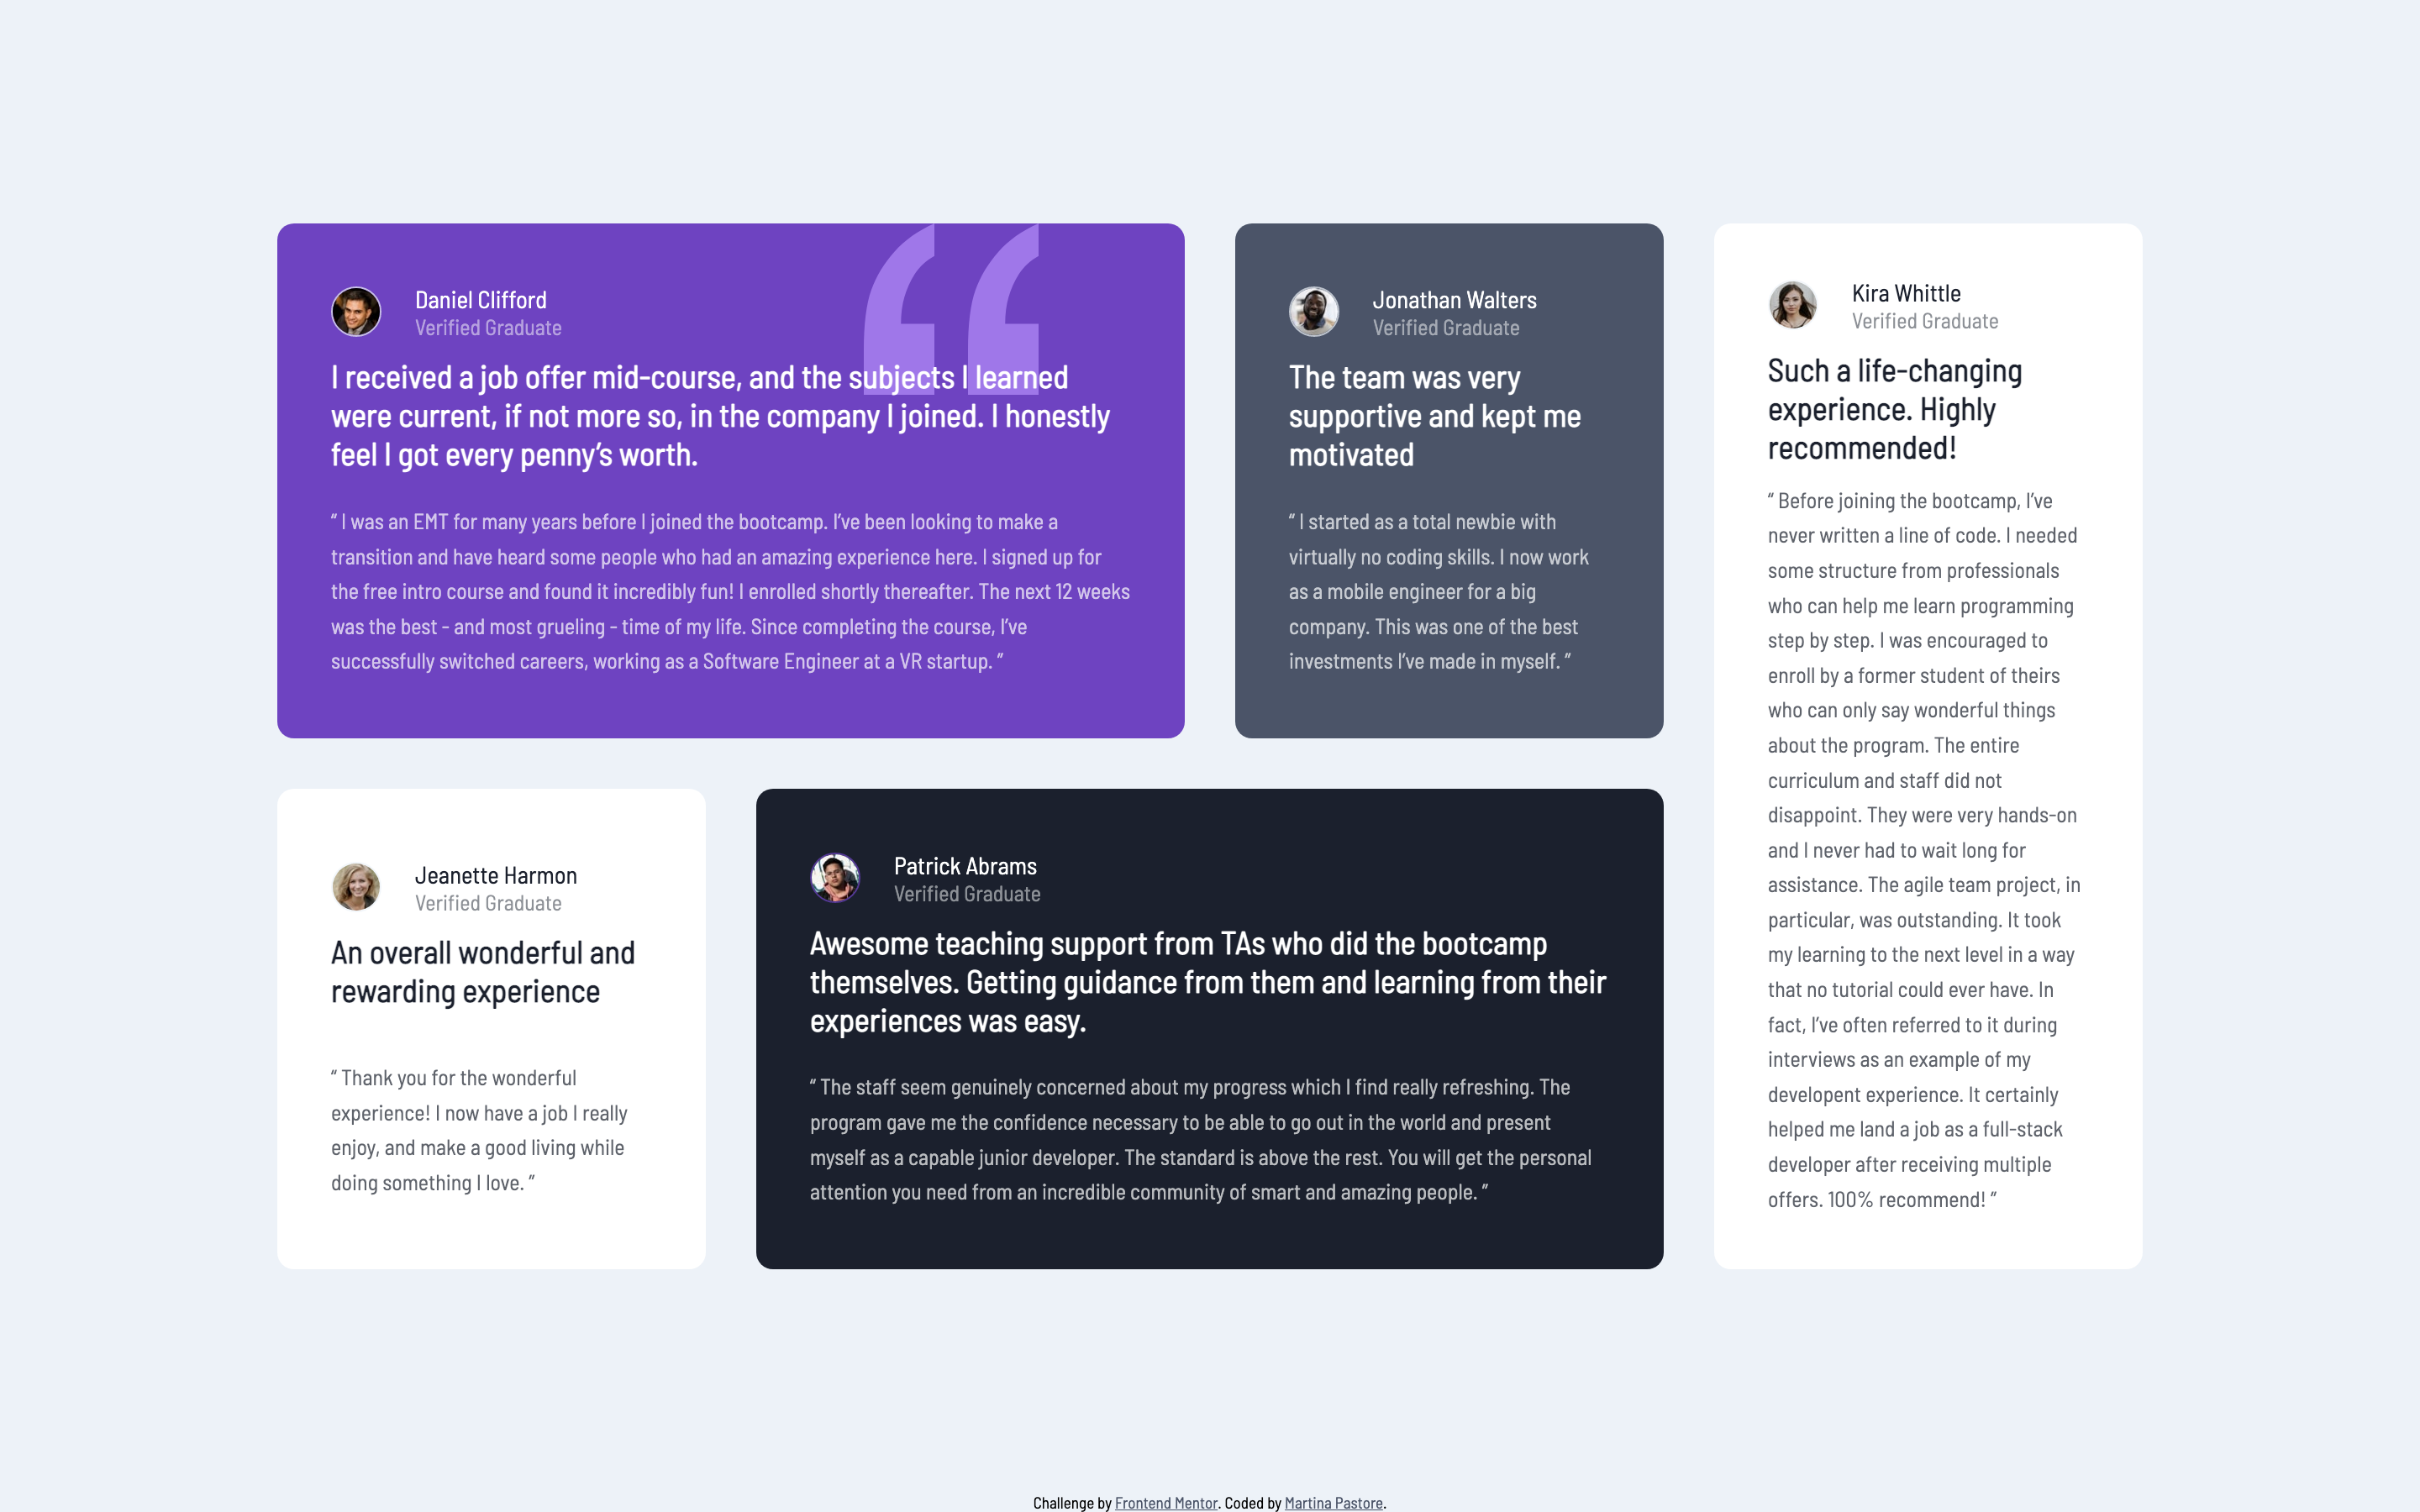 Daniel Clifford
Verified Graduate
I received a job offer mid-course, and the subjects I learned
were current, if not more so, in the company I joined. I honestly
feel I got every penny’s worth.
“ I was an EMT for many years before I joined the bootcamp. I’ve been looking to make a
transition and have heard some people who had an amazing experience here. I signed up for
the free intro course and found it incredibly fun! I enrolled shortly thereafter. The next 12 weeks
was the best - and most grueling - time of my life. Since completing the course, I’ve
successfully switched careers, working as a Software Engineer at a VR startup. ”
Jonathan Walters
Verified Graduate
The team was very
supportive and kept me
motivated
“ I started as a total newbie with
virtually no coding skills. I now work
as a mobile engineer for a big
company. This was one of the best
investments I’ve made in myself. ”
Kira Whittle
Verified Graduate
Such a life-changing
experience. Highly
recommended!
“ Before joining the bootcamp, I’ve
never written a line of code. I needed
some structure from professionals
who can help me learn programming
step by step. I was encouraged to
enroll by a former student of theirs
who can only say wonderful things
about the program. The entire
curriculum and staff did not
disappoint. They were very hands-on
and I never had to wait long for
assistance. The agile team project, in
particular, was outstanding. It took
my learning to the next level in a way
that no tutorial could ever have. In
fact, I’ve often referred to it during
interviews as an example of my
developent experience. It certainly
helped me land a job as a full-stack
developer after receiving multiple
offers. 100% recommend! “
Jeanette Harmon
Verified Graduate
An overall wonderful and
rewarding experience
“ Thank you for the wonderful
experience! I now have a job I really
enjoy, and make a good living while
doing something I love. ”
Patrick Abrams
Verified Graduate
Awesome teaching support from TAs who did the bootcamp
themselves. Getting guidance from them and learning from their
experiences was easy.
“ The staff seem genuinely concerned about my progress which I find really refreshing. The
program gave me the confidence necessary to be able to go out in the world and present
myself as a capable junior developer. The standard is above the rest. You will get the personal
attention you need from an incredible community of smart and amazing people. ”
Challenge by Frontend Mentor. Coded by Martina Pastore.